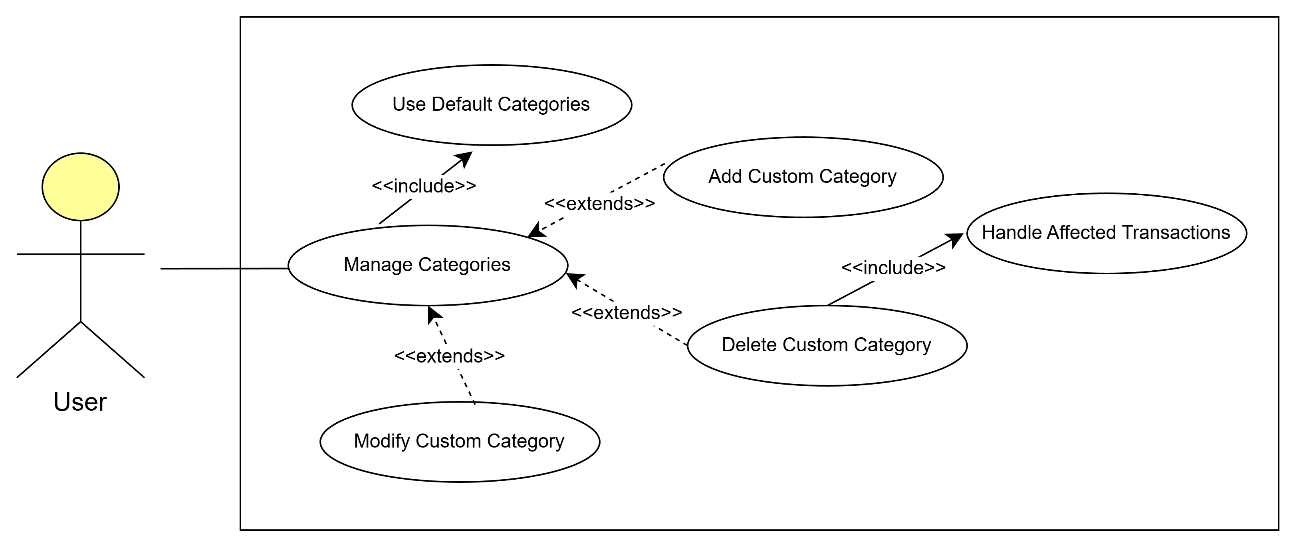 Use Default Categories
Add Custom Category
<<include>>
<<extends>>
Handle Affected Transactions
Manage Categories
<<include>>
<<extends>>
Delete Custom Category
<<extends>>
User
Modify Custom Category